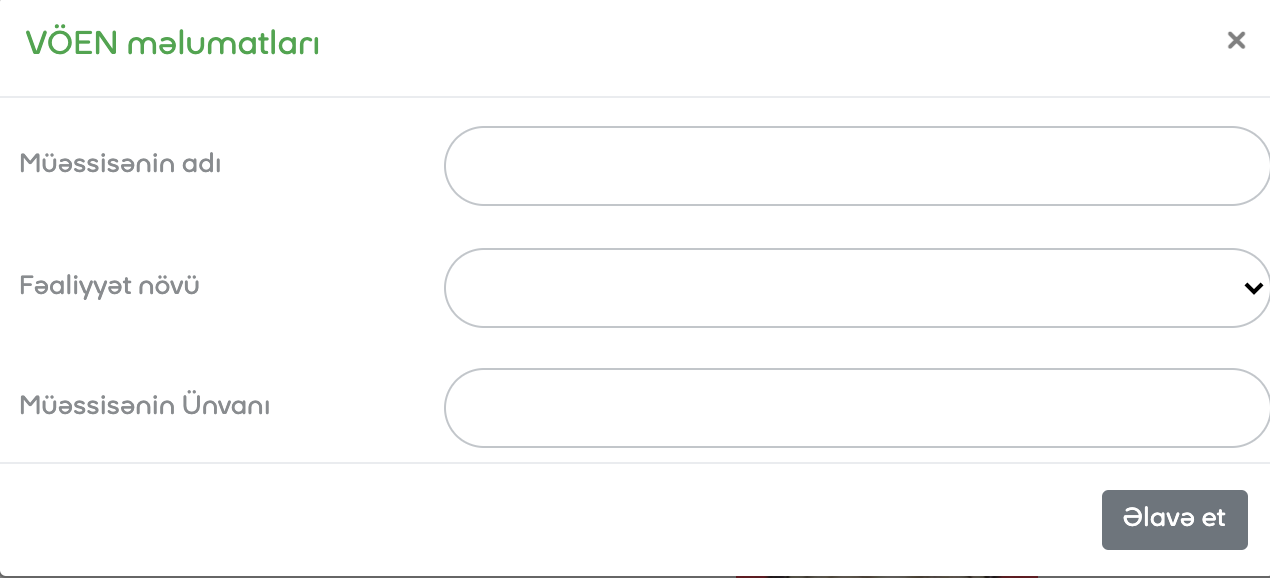 VÖEN məlumatları
Müəssisənin adı
Fəaliyyət növü
Müəssisənin Ünvanı
Əlavə et